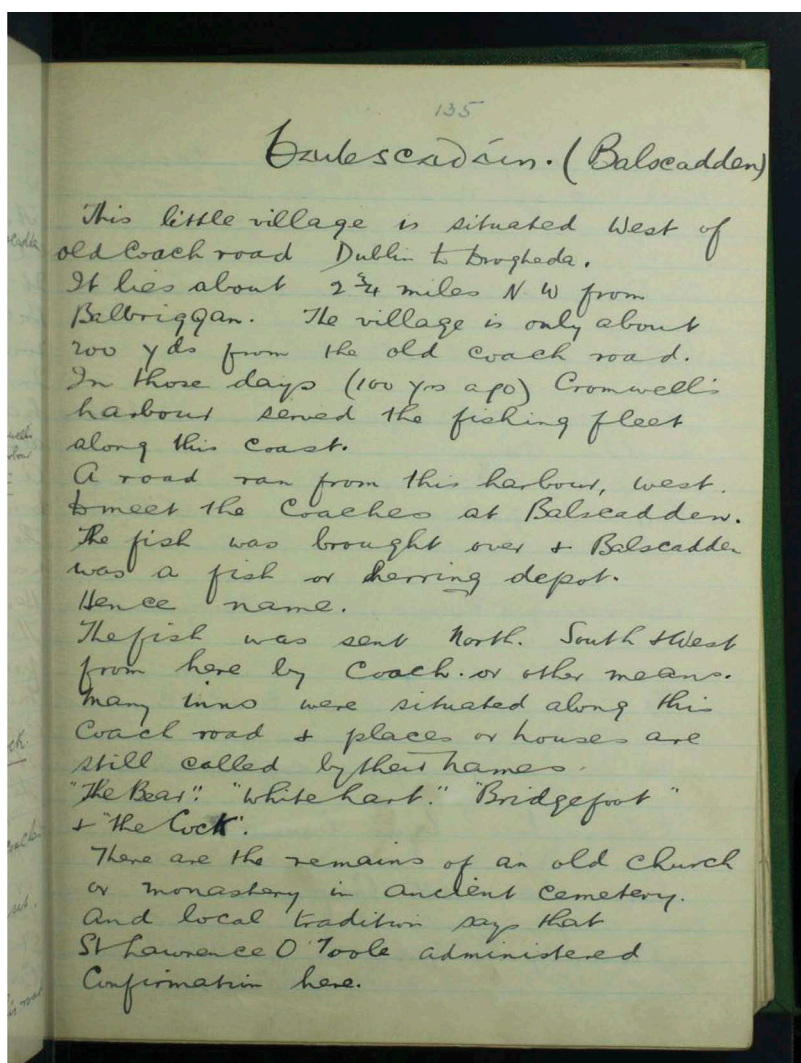 135
Baile scadáin. (Balscadden)
This little village is situated West of
old Coach road Dublin to Drogheda.
It lies about 2 3/4 miles N W from
Balbriggan. The village is only about
200 yds from the old coach road.
In those days (100 yrs ago) Cromwell's
harbour served the fishing fleet
along this coast.
A road ran from this harbour, west.
to meet the Coaches at Balscadden.
The fish was brought over & Balscadden
was a fish or herring depot.
Hence name.
The fish was sent North. South & West
from here by Coach. or other means.
Many inns were situated along this
Coach road & places or houses are
still called by their names.
"The Bear". "White hart." "Bridgefoot"
& "the Cock".
There are the remains of an old church
or monastery in ancient cemetery.
And local tradition says that
St Lawrence O'Toole administered
Confirmation here.